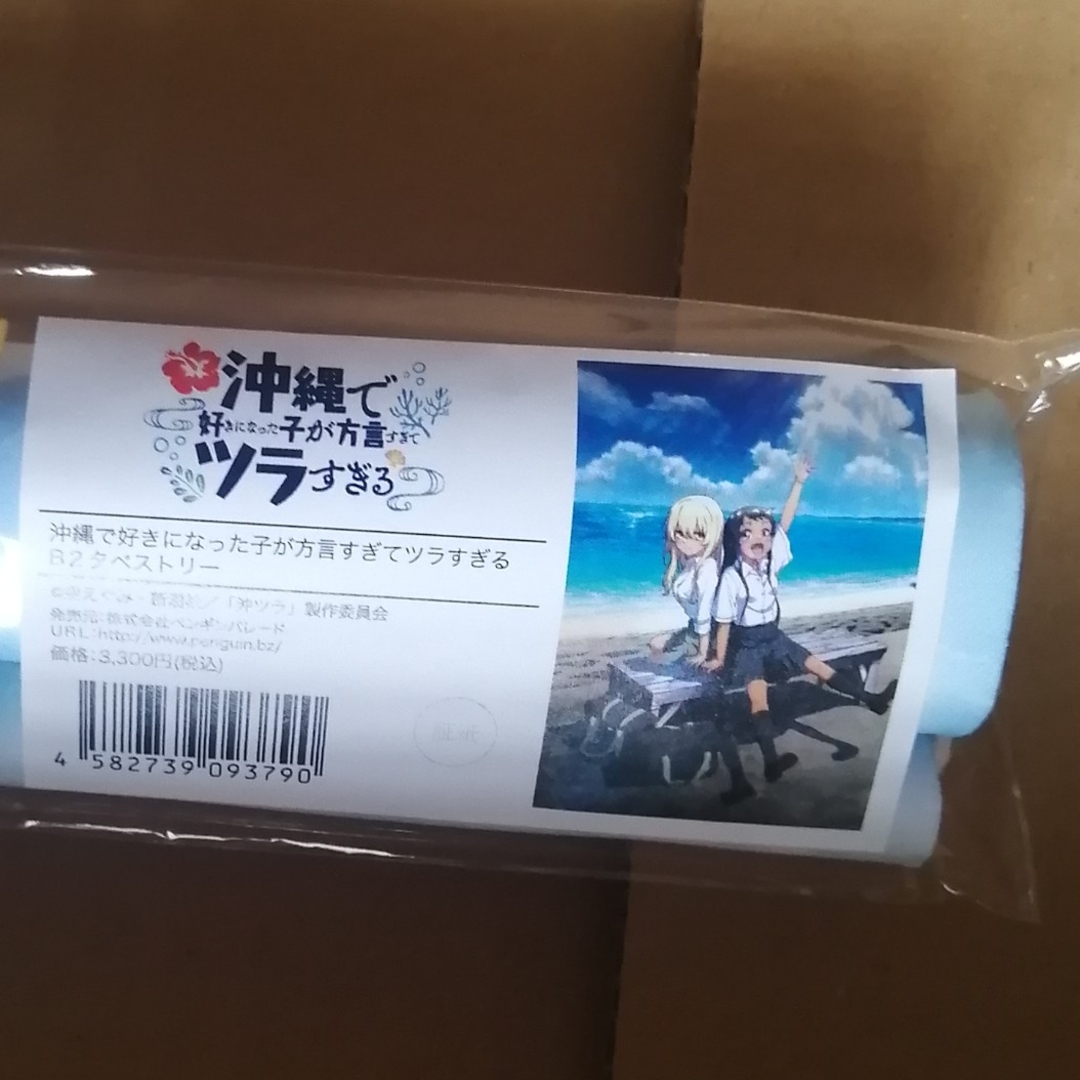 沖縄で
好きになった子が方言すぎて
ツラすぎる
沖縄で好きになった子が方言すぎてツラすぎる
B2タペストリー
「沖ツラ」製作委員会
発売元:株式会社ペンギンパレード
URL:http://www.penguin.bz/
価格:3,300円(税込)
4 582739 093790
証紙